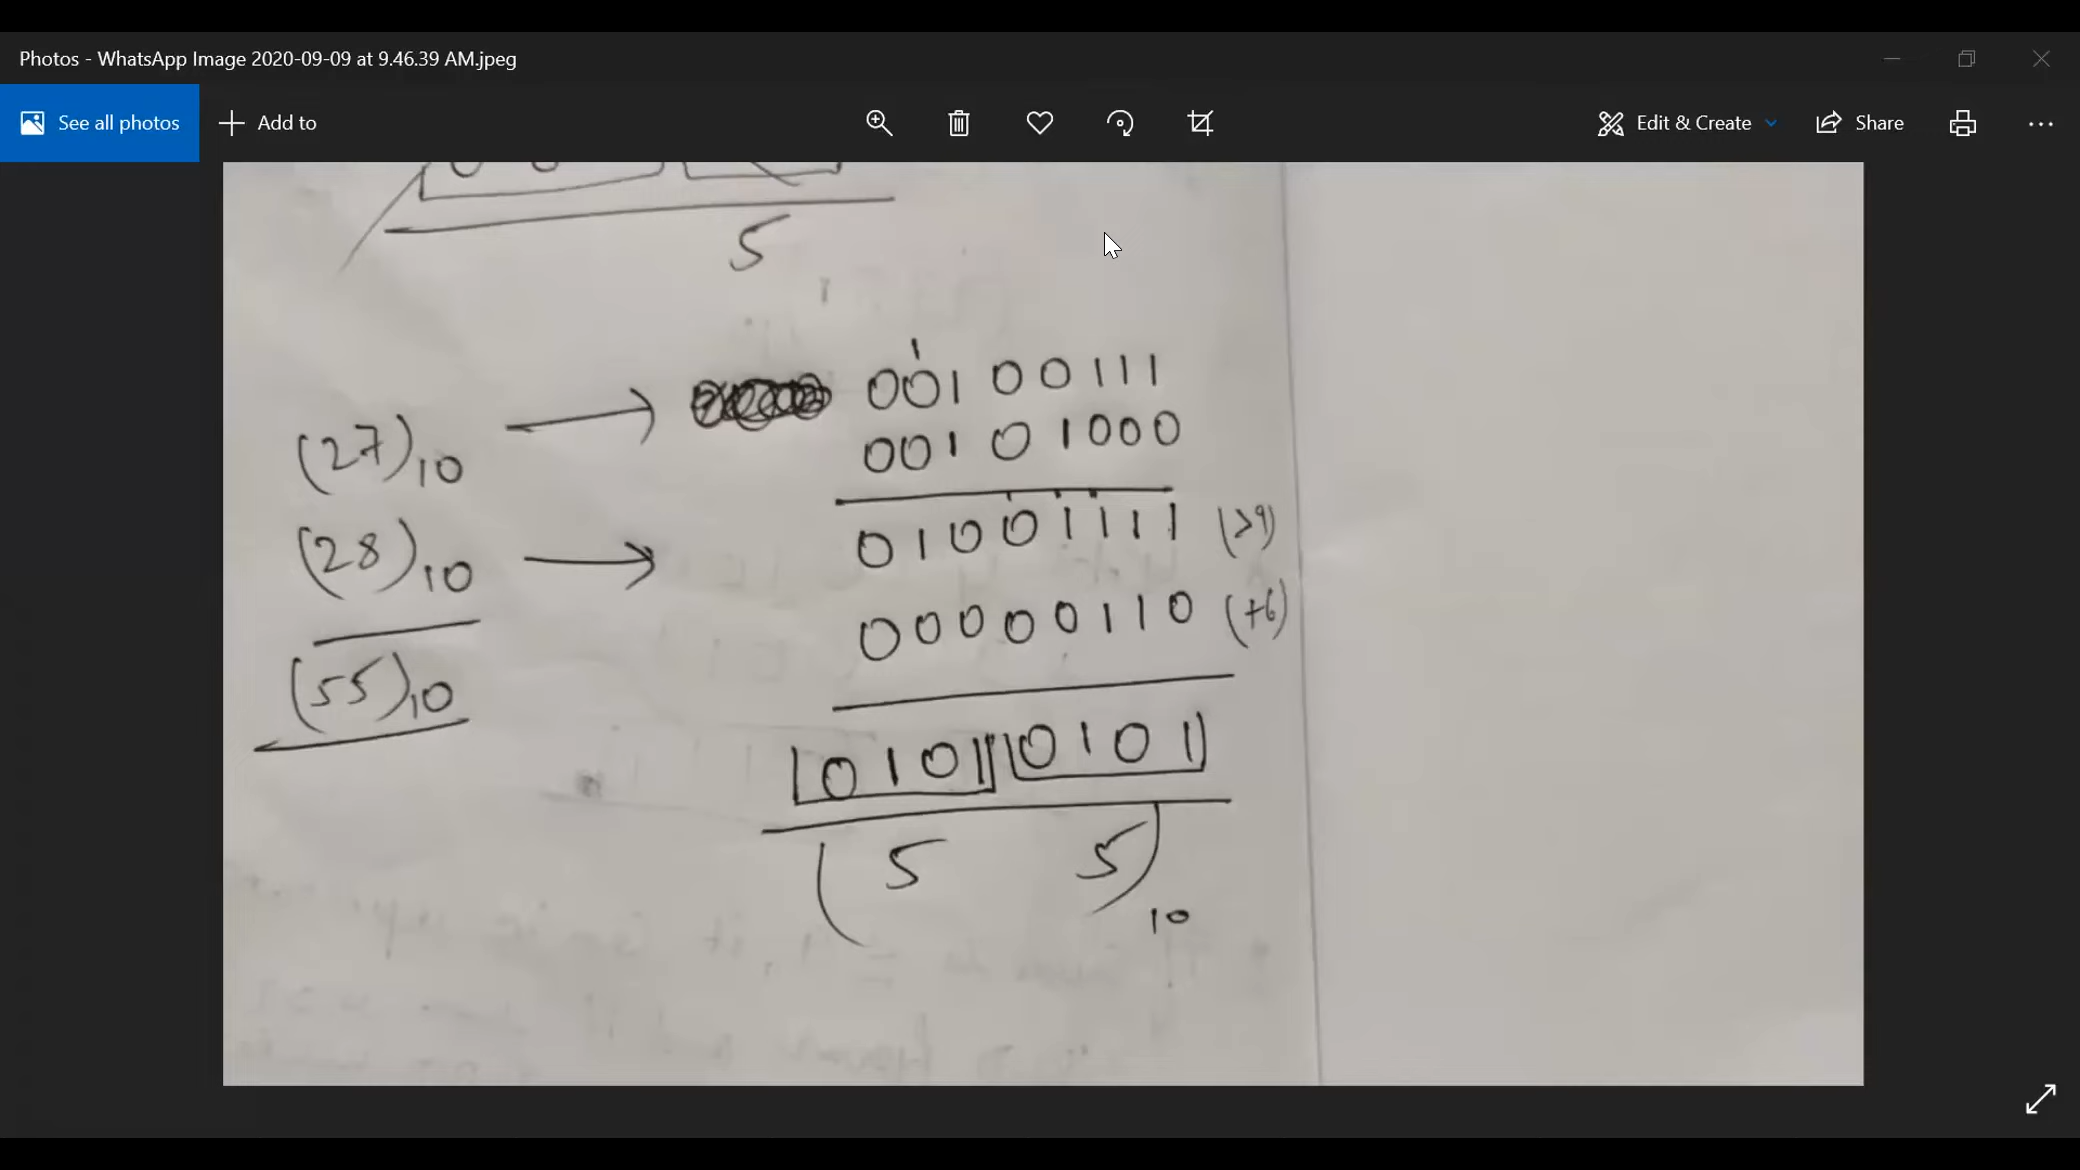 Photos - WhatsApp Image 2020-09-09 at 9.46.39 AM.jpeg
See all photos
Add to
Edit & Create
Share
5
1
(27)10 → 00100111
(28)10 → 00101000
01001111 (>9)
00000110 (+6)
(55)10
0101 0101
(5 5)10